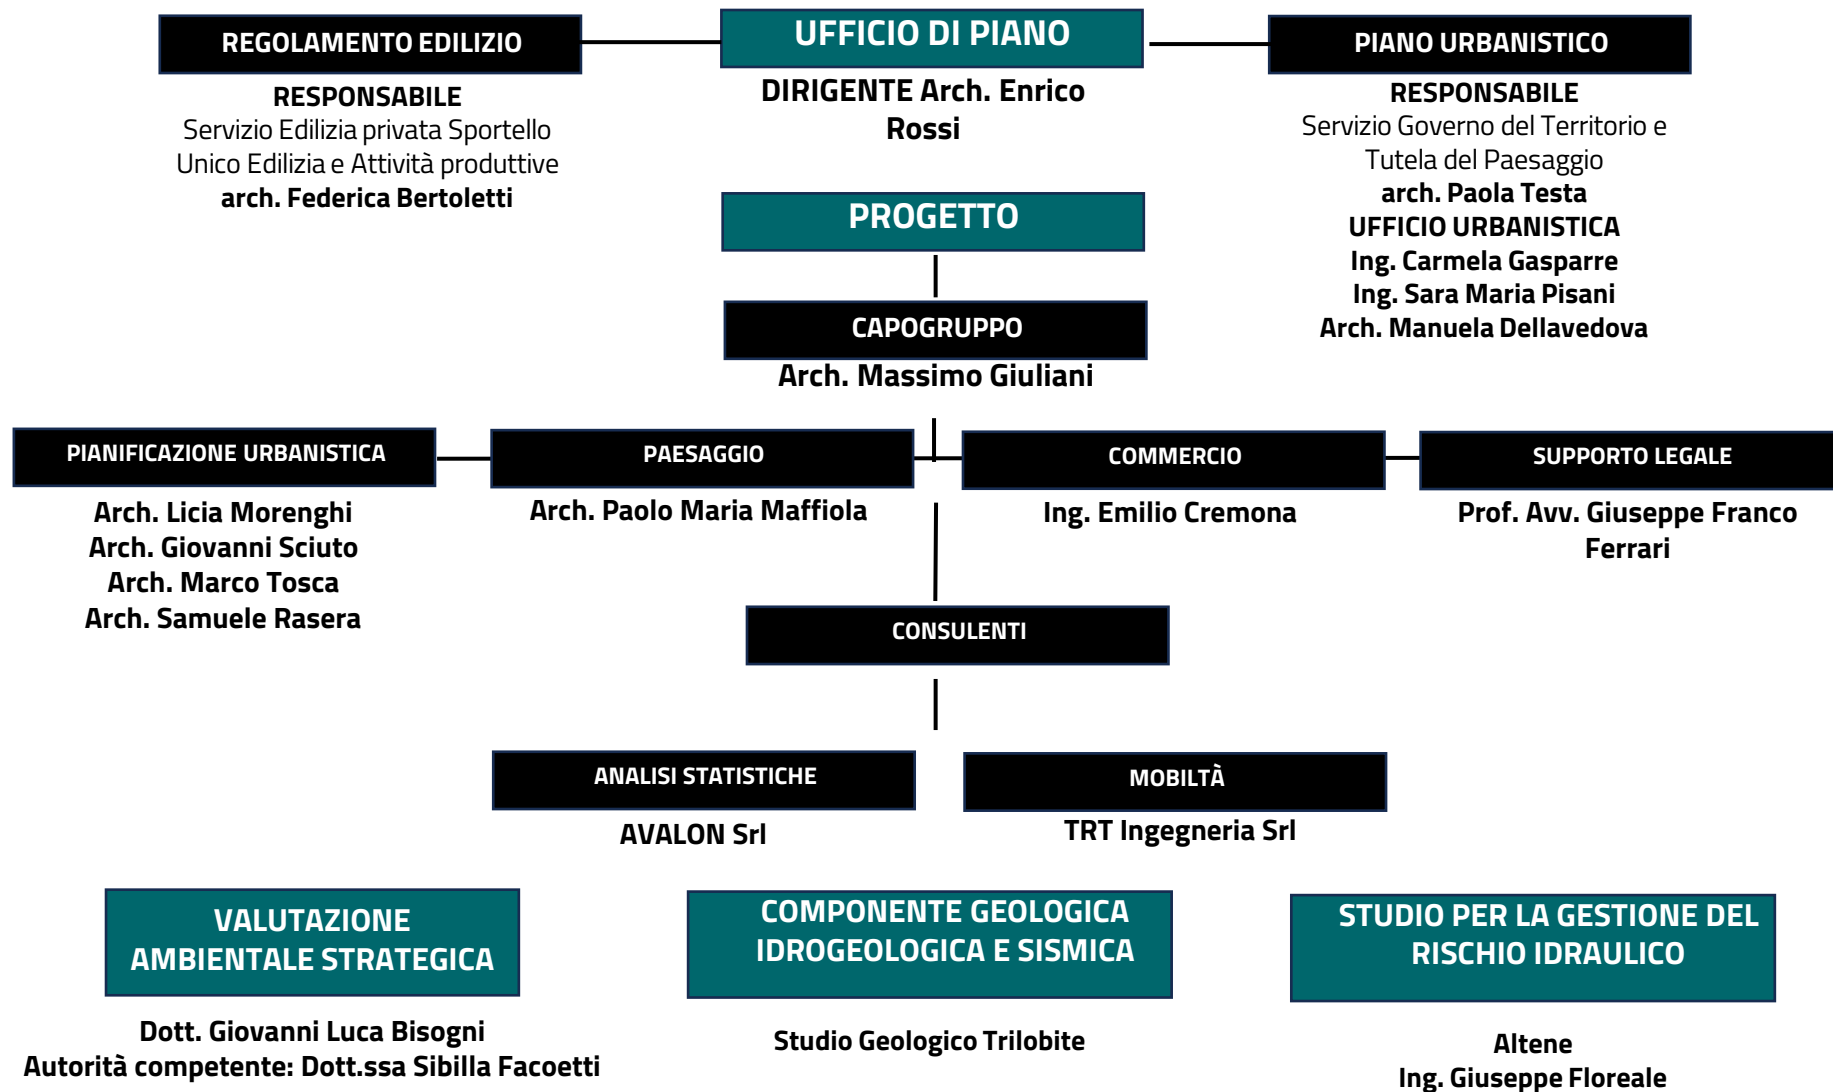 REGOLAMENTO EDILIZIO
RESPONSABILE
Servizio Edilizia privata Sportello
Unico Edilizia e Attività produttive
arch. Federica Bertoletti
UFFICIO DI PIANO
DIRIGENTE Arch. Enrico
Rossi
PIANO URBANISTICO
RESPONSABILE
Servizio Governo del Territorio e
Tutela del Paesaggio
arch. Paola Testa
UFFICIO URBANISTICA
Ing. Carmela Gasparre
Ing. Sara Maria Pisani
Arch. Manuela Dellavedova
PROGETTO
CAPOGRUPPO
Arch. Massimo Giuliani
PIANIFICAZIONE URBANISTICA
Arch. Licia Morenghi
Arch. Giovanni Sciuto
Arch. Marco Tosca
Arch. Samuele Rasera
PAESAGGIO
Arch. Paolo Maria Maffiola
COMMERCIO
Ing. Emilio Cremona
SUPPORTO LEGALE
Prof. Avv. Giuseppe Franco
Ferrari
CONSULENTI
ANALISI STATISTICHE
AVALON Srl
MOBILTÀ
TRT Ingegneria Srl
VALUTAZIONE
AMBIENTALE STRATEGICA
Dott. Giovanni Luca Bisogni
Autorità competente: Dott.ssa Sibilla Facoetti
COMPONENTE GEOLOGICA
IDROGEOLOGICA E SISMICA
Studio Geologico Trilobite
STUDIO PER LA GESTIONE DEL
RISCHIO IDRAULICO
Altene
Ing. Giuseppe Floreale